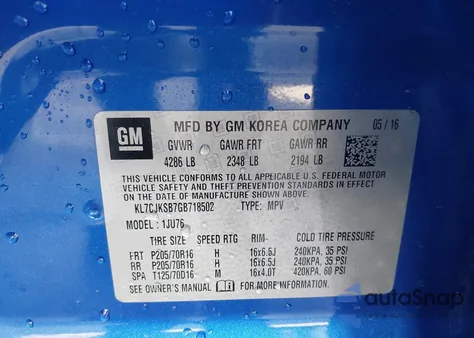 GM
MFD BY GM KOREA COMPANY 05/16
GVWR GAWR FRT GAWR RR
4286 LB 2348 LB 2194 LB
THIS VEHICLE CONFORMS TO ALL APPLICABLE U.S. FEDERAL MOTOR
VEHICLE SAFETY AND THEFT PREVENTION STANDARDS IN EFFECT
ON THE DATE OF MANUFACTURE SHOWN ABOVE.
KL7CJKSB7GB718502 TYPE: MPV
MODEL: 1JU76
TIRE SIZE SPEED RTG RIM COLD TIRE PRESSURE
FRT P205/70R16 H 16x6.5J 240KPA, 35 PSI
RR P205/70R16 H 16x6.5J 240KPA, 35 PSI
SPA T125/70D16 M 16x4.0T 420KPA, 60 PSI
SEE OWNER'S MANUAL FOR MORE INFORMATION
autoSnap